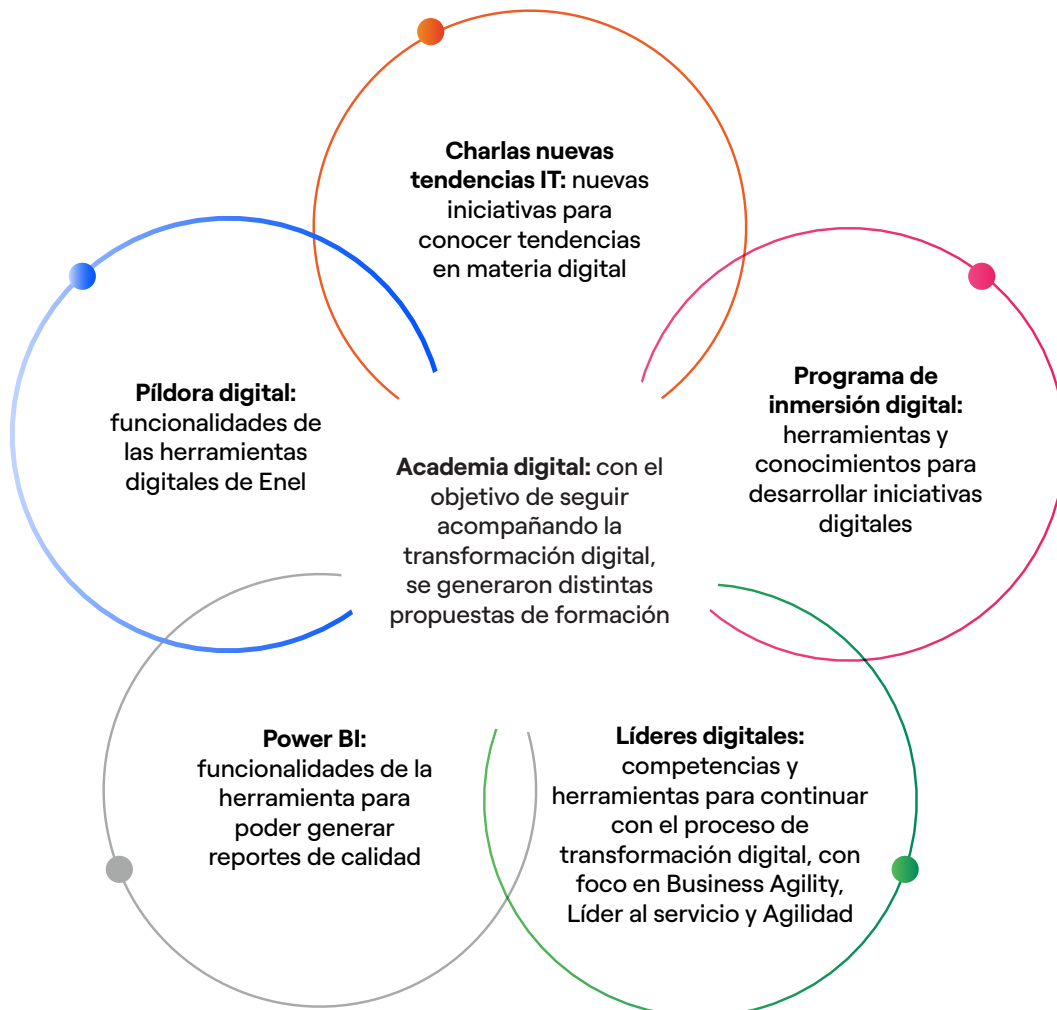 Charlas nuevas
tendencias IT: nuevas
iniciativas para
conocer tendencias
en materia digital
Píldora digital:
funcionalidades de
las herramientas
digitales de Enel
Programa de
inmersión digital:
herramientas y
conocimientos para
desarrollar iniciativas
digitales
Academia digital: con el
objetivo de seguir
acompañando la
transformación digital,
se generaron distintas
propuestas de formación
Power BI:
funcionalidades de la
herramienta para
poder generar
reportes de calidad
Líderes digitales:
competencias y
herramientas para continuar
con el proceso de
transformación digital, con
foco en Business Agility,
Líder al servicio y Agilidad